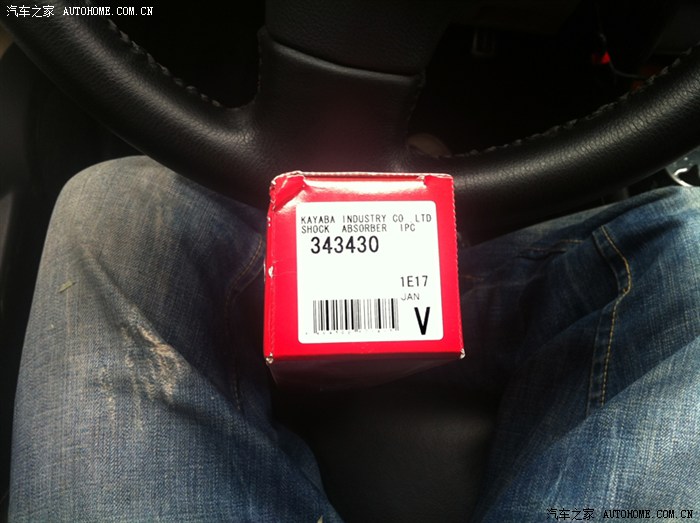 汽车之家 AUTOHOME.COM.CN
KAYABA INDUSTRY CO LTD
SHOCK ABSORBER IPC
343430
1E17
JAN
V
汽车之家 AUTOHOME.COM.CN